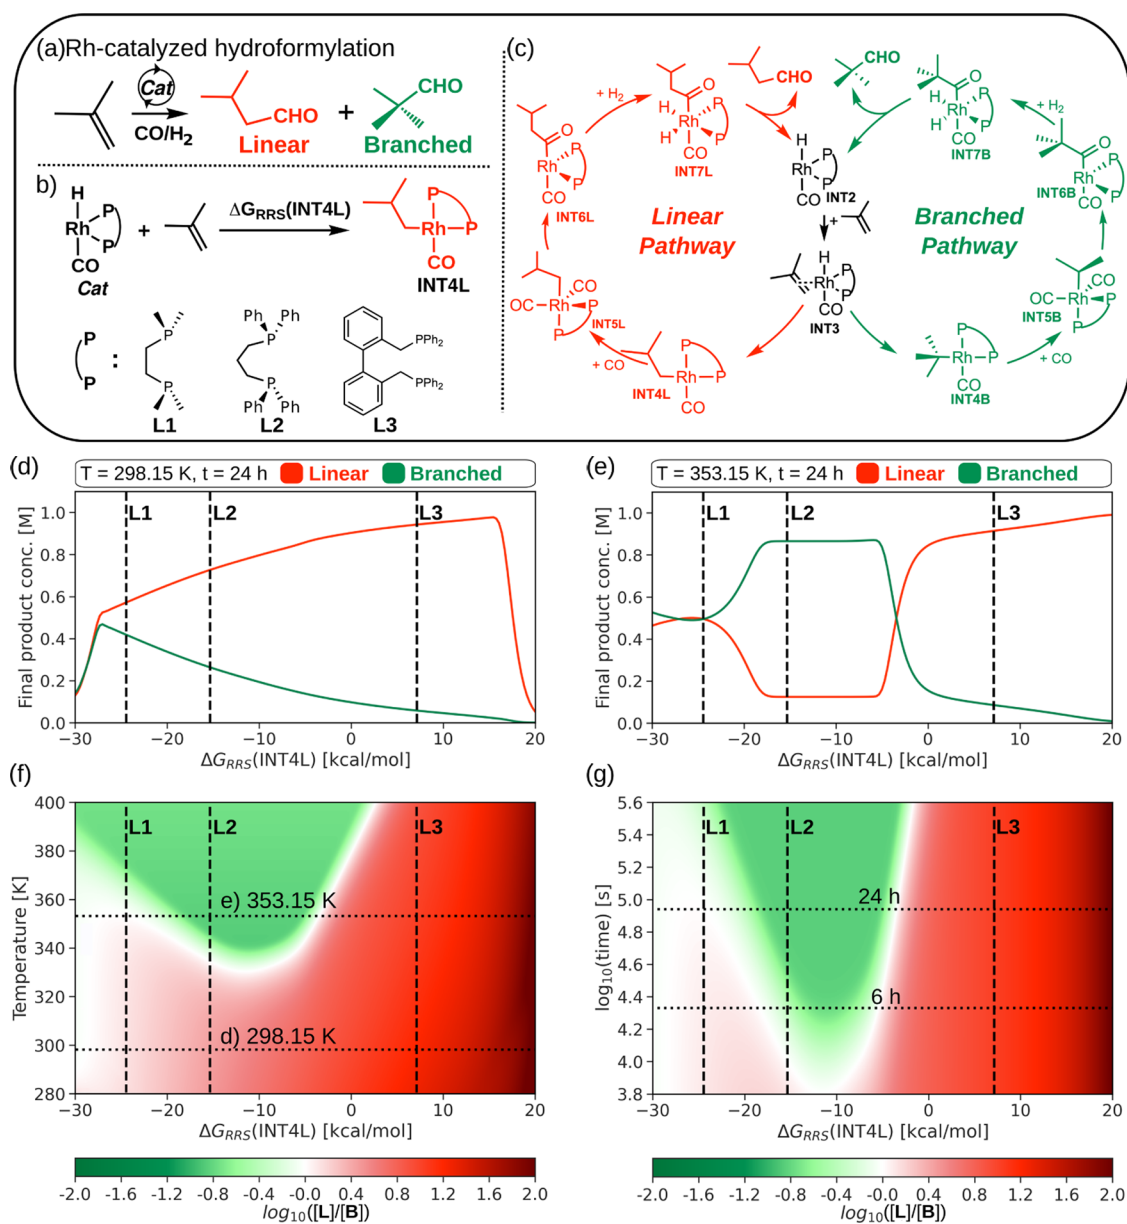 (a)Rh-catalyzed hydroformylation
Cat
CO/H2
CHO
Linear
+
CHO
Branched
b)
H
Rh
P
P
CO
Cat
+
ΔGRRS(INT4L)
P
P
Rh
CO
INT4L
P
P
:
P
P
L1
Ph
Ph
P
P
Ph
Ph
L2
PPh2
PPh2
L3
(c)
+ H2
O
H
H
Rh
P
P
CO
INT7L
CHO
CHO
O
H
H
Rh
P
P
CO
INT7B
+ H2
O
Rh
P
P
CO
INT6L
Linear
Pathway
H
Rh
P
P
CO
INT2
+
Branched
Pathway
O
Rh
P
P
CO
INT6B
CO
OC
Rh
P
P
INT5L
H
Rh
P
P
CO
INT3
CO
OC
Rh
P
P
INT5B
+ CO
P
P
Rh
CO
INT4L
P
P
Rh
CO
INT4B
+ CO
(d)
T = 298.15 K, t = 24 h Linear Branched
L1 L2 L3
Final product conc. [M]
1.0
0.8
0.6
0.4
0.2
0.0
−30 −20 −10 0 10 20
ΔGRRS(INT4L) [kcal/mol]
(e)
T = 353.15 K, t = 24 h Linear Branched
L1 L2 L3
Final product conc. [M]
1.0
0.8
0.6
0.4
0.2
0.0
−30 −20 −10 0 10 20
ΔGRRS(INT4L) [kcal/mol]
(f)
L1 L2 L3
e) 353.15 K
d) 298.15 K
Temperature [K]
400
380
360
340
320
300
280
−30 −20 −10 0 10 20
ΔGRRS(INT4L) [kcal/mol]
-2.0 -1.6 -1.2 -0.8 -0.4 -0.0 0.4 0.8 1.2 1.6 2.0
log10([L]/[B])
(g)
L1 L2 L3
24 h
6 h
log10(time) [s]
5.6
5.4
5.2
5.0
4.8
4.6
4.4
4.2
4.0
3.8
−30 −20 −10 0 10 20
ΔGRRS(INT4L) [kcal/mol]
-2.0 -1.6 -1.2 -0.8 -0.4 -0.0 0.4 0.8 1.2 1.6 2.0
log10([L]/[B])